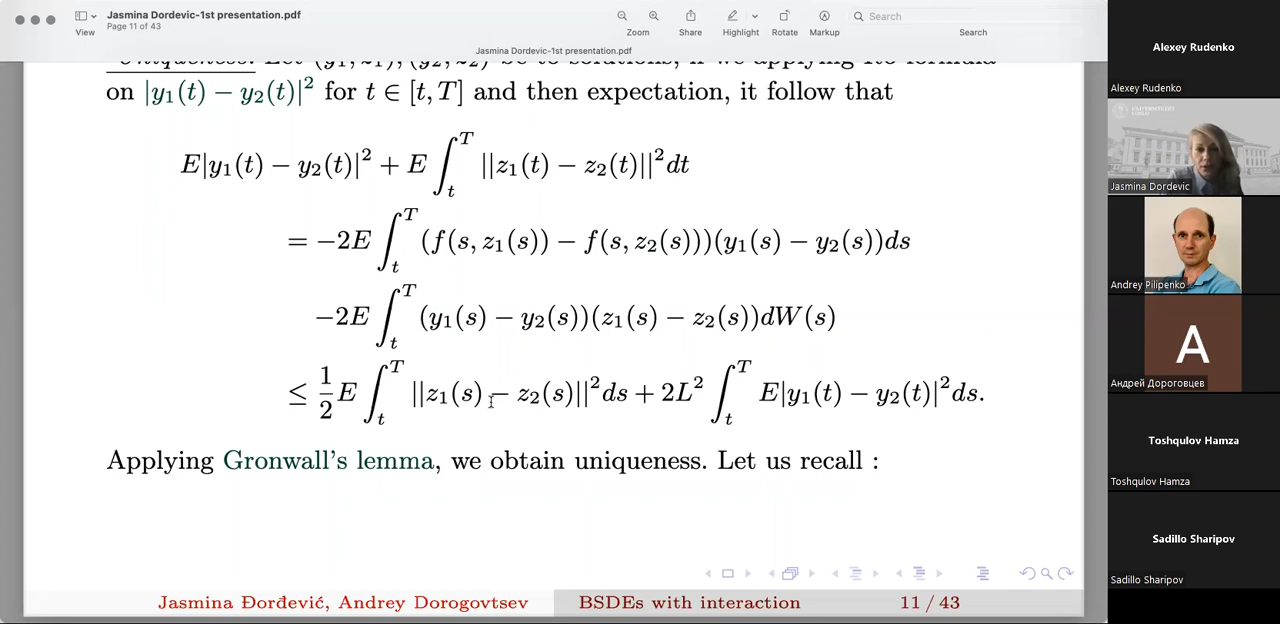 Jasmina Dordevic-1st presentation.pdf
Page 11 of 43
View
Zoom
Share
Highlight
Rotate
Markup
Search
Search
Jasmina Dordevic-1st presentation.pdf
on |y₁(t) − y₂(t)|² for t ∈ [t, T] and then expectation, it follow that
E|y₁(t) − y₂(t)|² + E ∫ₜᵀ ||z₁(t) − z₂(t)||²dt
= −2E ∫ₜᵀ (f(s, z₁(s)) − f(s, z₂(s)))(y₁(s) − y₂(s))ds
−2E ∫ₜᵀ (y₁(s) − y₂(s))(z₁(s) − z₂(s))dW(s)
≤ 1/2 E ∫ₜᵀ ||z₁(s) − z₂(s)||²ds + 2L² ∫ₜᵀ E|y₁(t) − y₂(t)|²ds.
Applying Gronwall's lemma, we obtain uniqueness. Let us recall :
Jasmina Đorđević, Andrey Dorogovtsev
BSDEs with interaction
11 / 43
Alexey Rudenko
Alexey Rudenko
Jasmina Dordevic
Andrey Pilipenko
А
Андрей Дороговцев
Toshqulov Hamza
Toshqulov Hamza
Sadillo Sharipov
Sadillo Sharipov